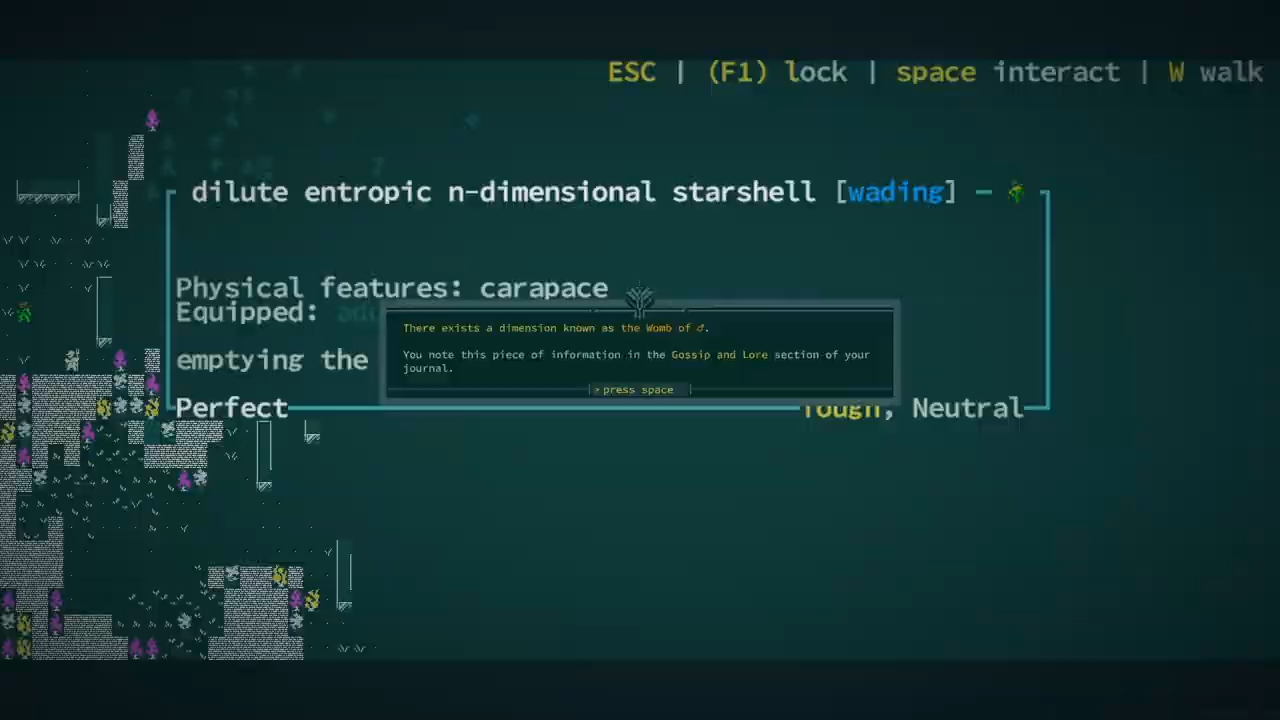 ESC | (F1) lock | space interact | W walk
dilute entropic n-dimensional starshell [wading] —
Physical features: carapace
Equipped:
There exists a dimension known as the Womb of ♂.
You note this piece of information in the Gossip and Lore section of your
journal.
emptying the
> press space
Perfect Tough, Neutral